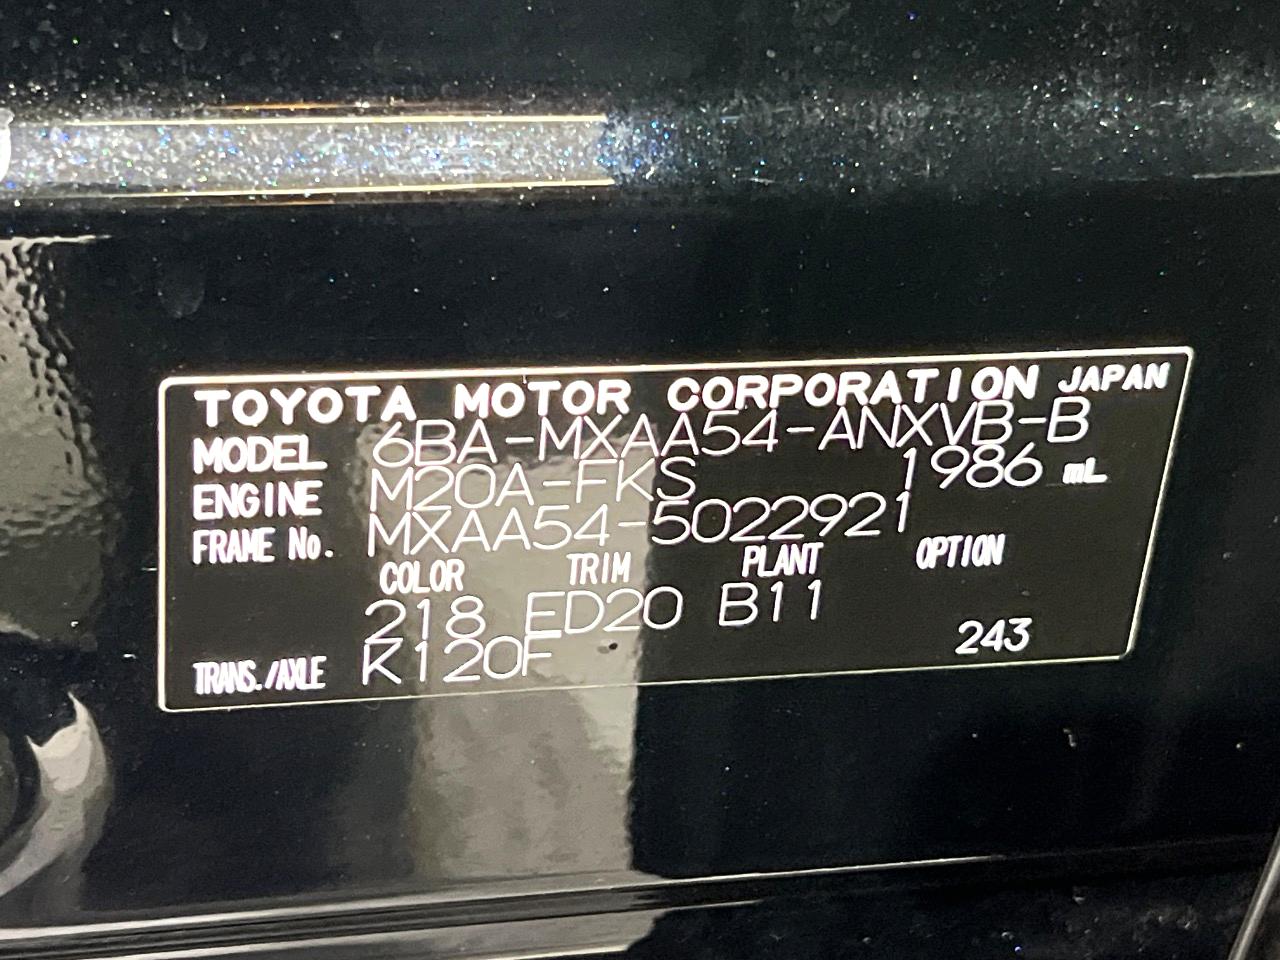 TOYOTA MOTOR CORPORATION JAPAN
MODEL 6BA-MXAA54-ANXVB-B
ENGINE M20A-FKS 1986 mL
FRAME No. MXAA54-5022921
COLOR TRIM PLANT OPTION
218 ED20 B11
TRANS./AXLE K120F 243